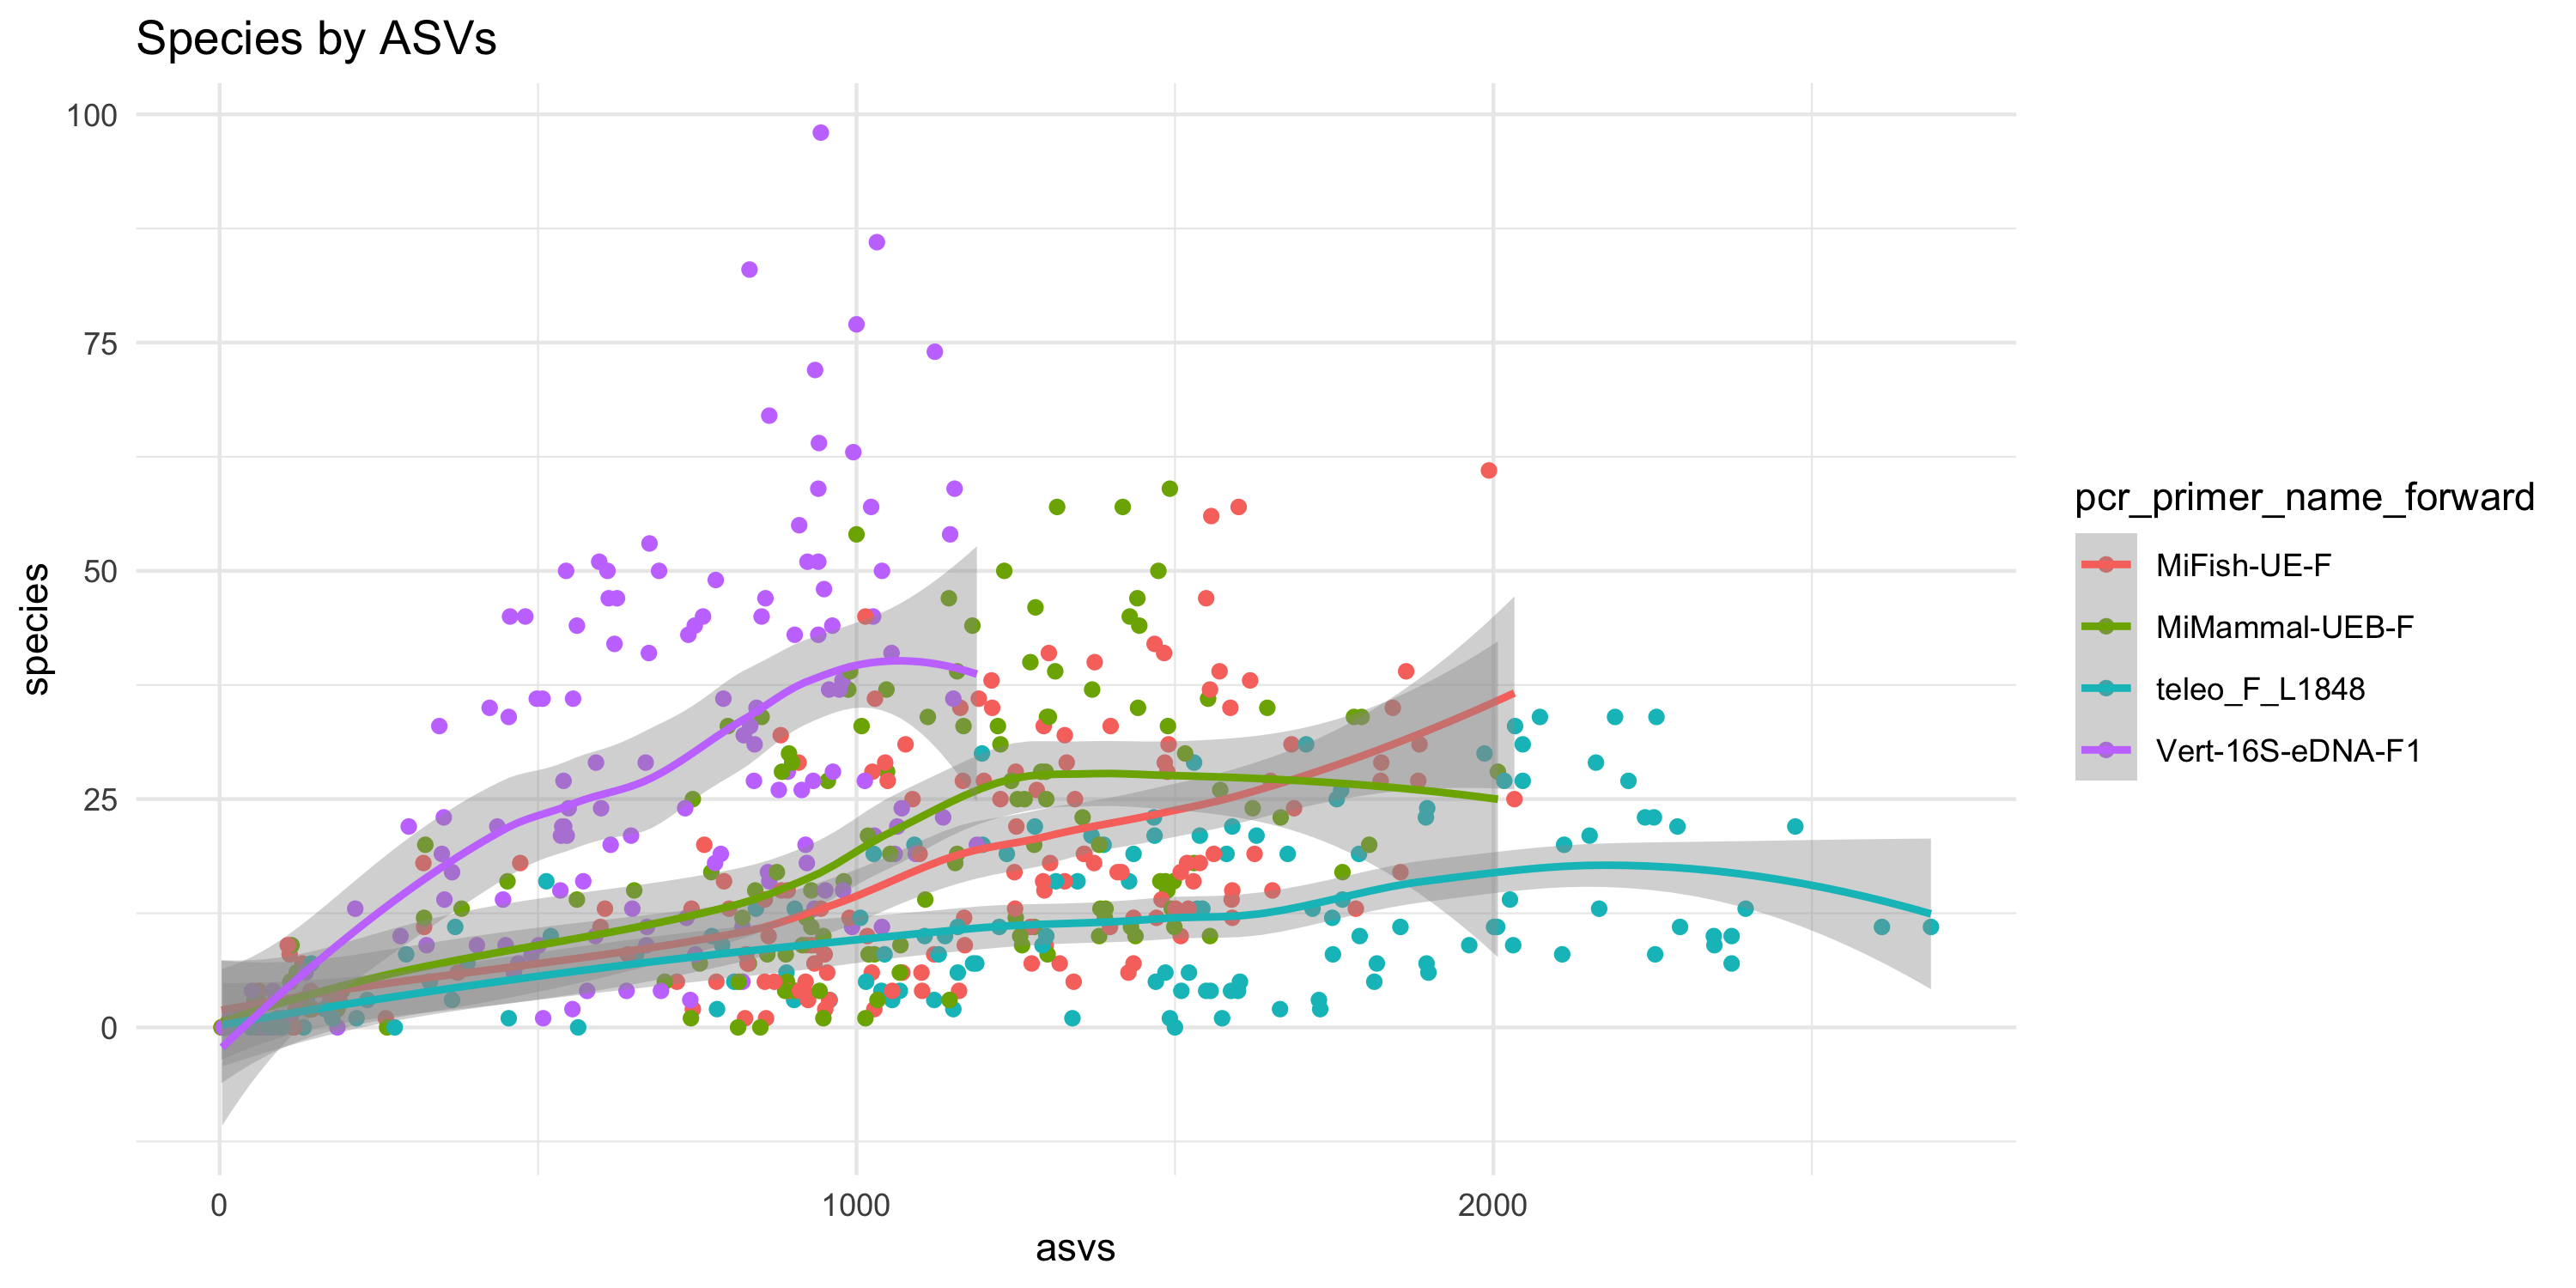 Species by ASVs
100
75
50
25
0
species
0
1000
2000
asvs
pcr_primer_name_forward
MiFish-UE-F
MiMammal-UEB-F
teleo_F_L1848
Vert-16S-eDNA-F1